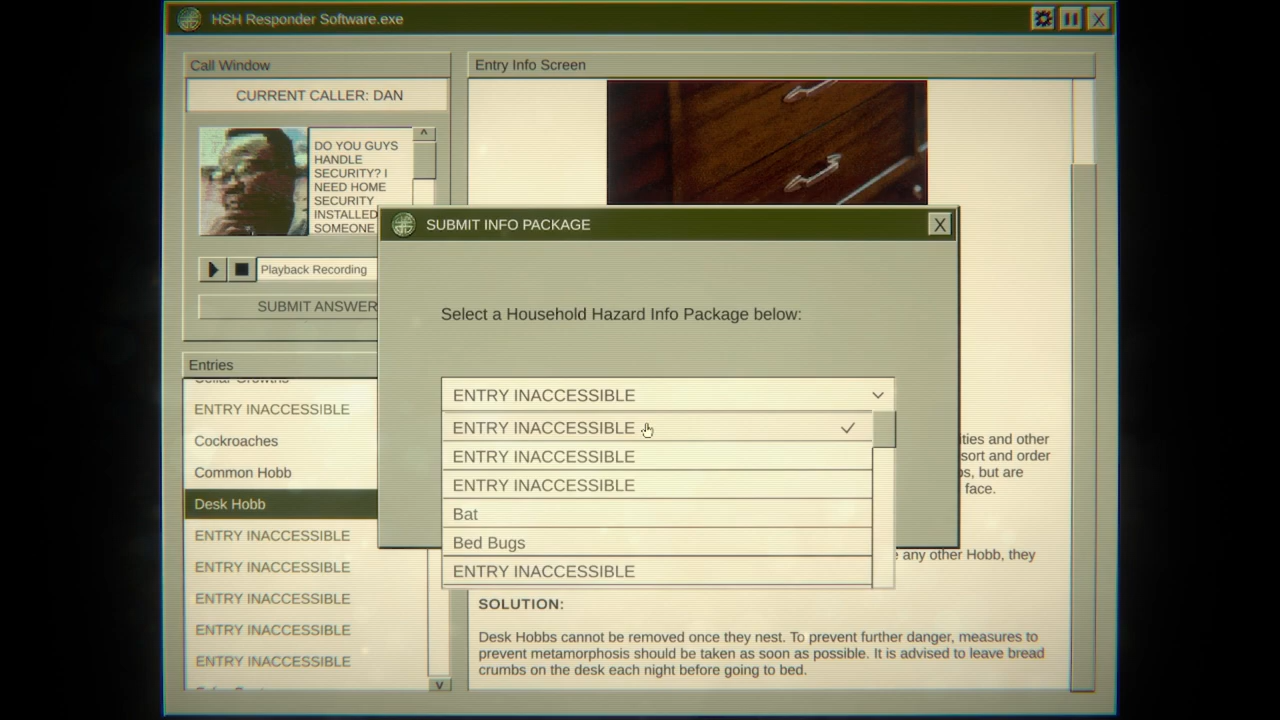 HSH Responder Software.exe
Call Window
CURRENT CALLER: DAN
DO YOU GUYS
HANDLE
SECURITY? I
NEED HOME
SECURITY
INSTALLED
SOMEONE
Playback Recording
SUBMIT ANSWER
Entries
Cellar Growths
ENTRY INACCESSIBLE
Cockroaches
Common Hobb
Desk Hobb
ENTRY INACCESSIBLE
ENTRY INACCESSIBLE
ENTRY INACCESSIBLE
ENTRY INACCESSIBLE
ENTRY INACCESSIBLE
Entry Info Screen
SUBMIT INFO PACKAGE
X
Select a Household Hazard Info Package below:
ENTRY INACCESSIBLE
ENTRY INACCESSIBLE
ENTRY INACCESSIBLE
ENTRY INACCESSIBLE
Bat
Bed Bugs
ENTRY INACCESSIBLE
ties and other
sort and order
, but are
face.
any other Hobb, they
SOLUTION:
Desk Hobbs cannot be removed once they nest. To prevent further danger, measures to
prevent metamorphosis should be taken as soon as possible. It is advised to leave bread
crumbs on the desk each night before going to bed.